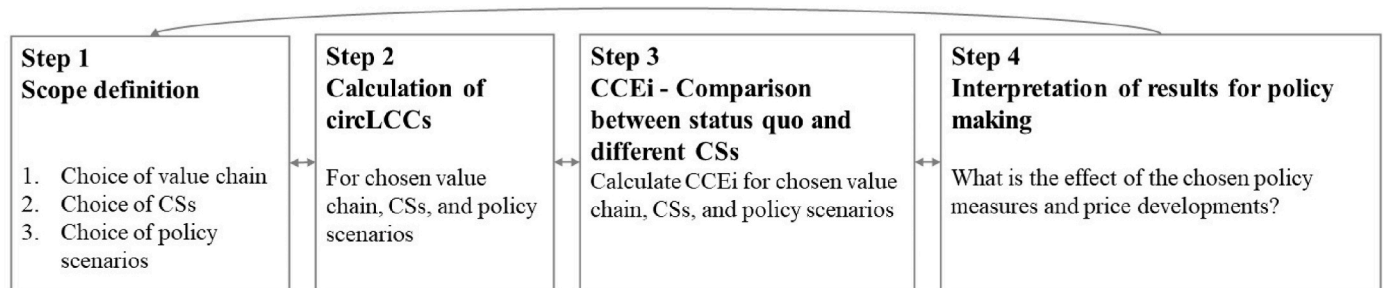 Step 1
Scope definition
1. Choice of value chain
2. Choice of CSs
3. Choice of policy
scenarios
Step 2
Calculation of
circLCCs
For chosen value
chain, CSs, and policy
scenarios
Step 3
CCEi - Comparison
between status quo and
different CSs
Calculate CCEi for chosen value
chain, CSs, and policy scenarios
Step 4
Interpretation of results for policy
making
What is the effect of the chosen policy
measures and price developments?